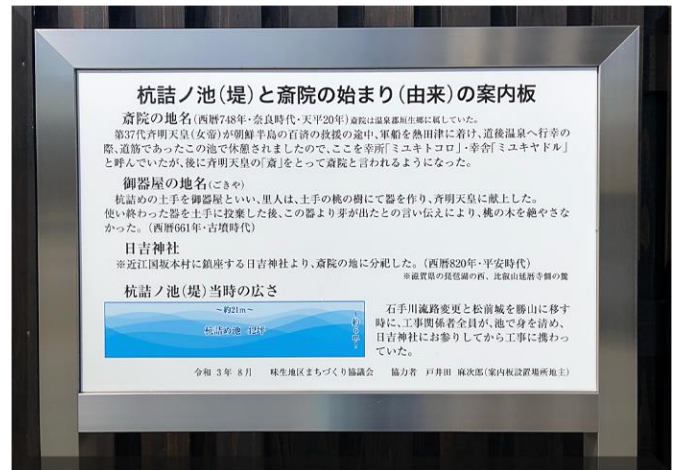 杭詰ノ池(堤)と斎院の始まり(由来)の案内板
斎院の地名(西暦748年・奈良時代・天平20年)斎院は温泉郡垣生郷に属していた。
第37代斉明天皇(女帝)が朝鮮半島の百済の救援の途中、軍船を熟田津に着け、道後温泉へ行幸の
際、道筋であったこの池で休憩されましたので、ここを幸所「ミユキトコロ」・幸舎「ミユキヤドル」
と呼んでいたが、後に斉明天皇の「斎」をとって斎院と言われるようになった。
御器屋の地名(ごきや)
杭詰めの土手を御器屋といい、里人は、土手の桃の樹にて器を作り、斉明天皇に献上した。
使い終わった器を土手に投棄した後、この器より芽が出たとの言い伝えにより、桃の木を絶やさな
かった。(西暦661年・古墳時代)
日吉神社
※近江国坂本村に鎮座する日吉神社より、斎院の地に分祀した。(西暦820年・平安時代)
※滋賀県の琵琶湖の西、比叡山延暦寺側の麓
杭詰ノ池(堤)当時の広さ
~約21m~
杭詰め池
石手川流路変更と松前城を勝山に移す
時に、工事関係者全員が、池で身を清め、
日吉神社にお参りしてから工事に携わっ
ていた。
令和 3年 8月 味生地区まちづくり協議会 協力者 戸井田 麻次郎(案内板設置場所地主)